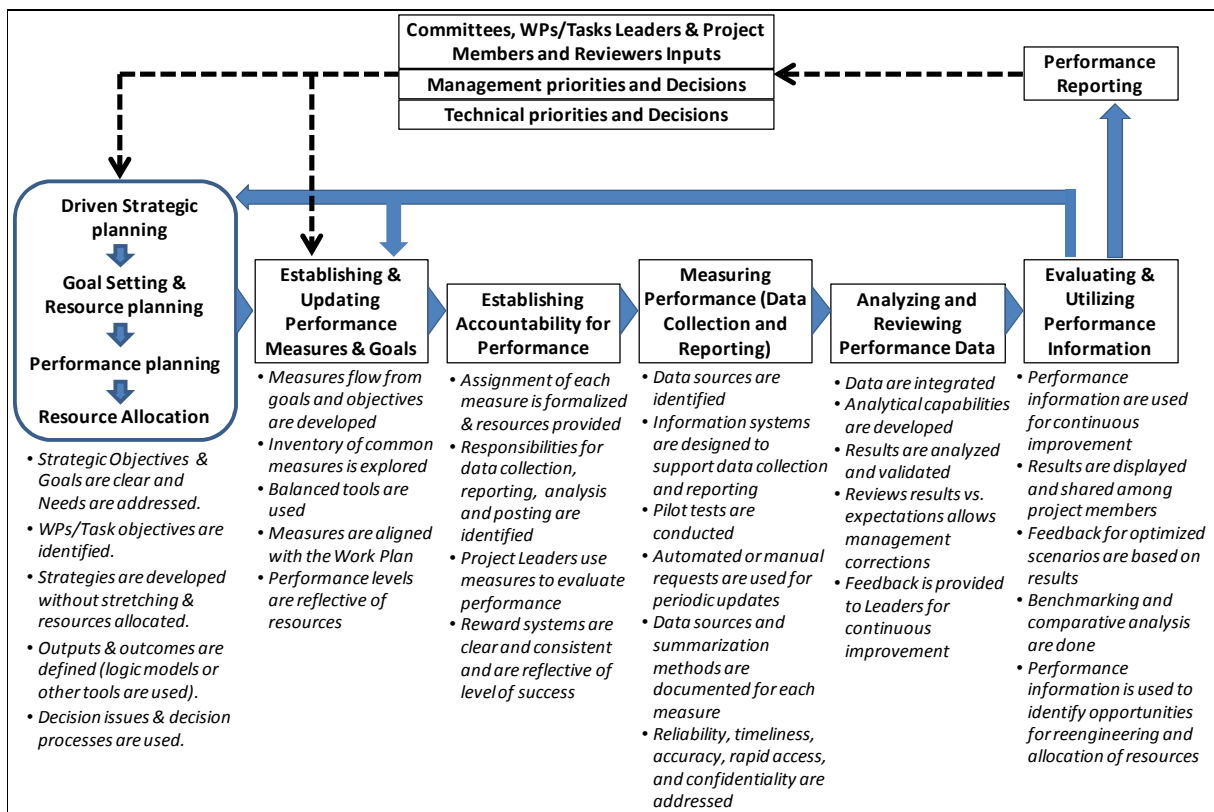 Committees, WPs/Tasks Leaders & Project
Members and Reviewers Inputs
Management priorities and Decisions
Technical priorities and Decisions
Performance
Reporting
Driven Strategic
planning
Goal Setting &
Resource planning
Performance planning
Resource Allocation
• Strategic Objectives &
Goals are clear and
Needs are addressed.
• WPs/Task objectives are
identified.
• Strategies are developed
without stretching &
resources allocated.
• Outputs & outcomes are
defined (logic models or
other tools are used).
• Decision issues & decision
processes are used.
Establishing &
Updating
Performance
Measures & Goals
• Measures flow from
goals and objectives
are developed
• Inventory of common
measures is explored
• Balanced tools are
used
• Measures are aligned
with the Work Plan
• Performance levels
are reflective of
resources
Establishing
Accountability for
Performance
• Assignment of each
measure is formalized
& resources provided
• Responsibilities for
data collection,
reporting, analysis
and posting are
identified
• Project Leaders use
measures to evaluate
performance
• Reward systems are
clear and consistent
and are reflective of
level of success
Measuring
Performance (Data
Collection and
Reporting)
• Data sources are
identified
• Information systems
are designed to
support data collection
and reporting
• Pilot tests are
conducted
• Automated or manual
requests are used for
periodic updates
• Data sources and
summarization
methods are
documented for each
measure
• Reliability, timeliness,
accuracy, rapid access,
and confidentiality are
addressed
Analyzing and
Reviewing
Performance Data
• Data are integrated
• Analytical capabilities
are developed
• Results are analyzed
and validated
• Reviews results vs.
expectations allows
management
corrections
• Feedback is provided
to Leaders for
continuous
improvement
Evaluating &
Utilizing
Performance
Information
• Performance
information are used
for continuous
improvement
• Results are displayed
and shared among
project members
• Feedback for optimized
scenarios are based on
results
• Benchmarking and
comparative analysis
are done
• Performance
information is used to
identify opportunities
for reengineering and
allocation of resources